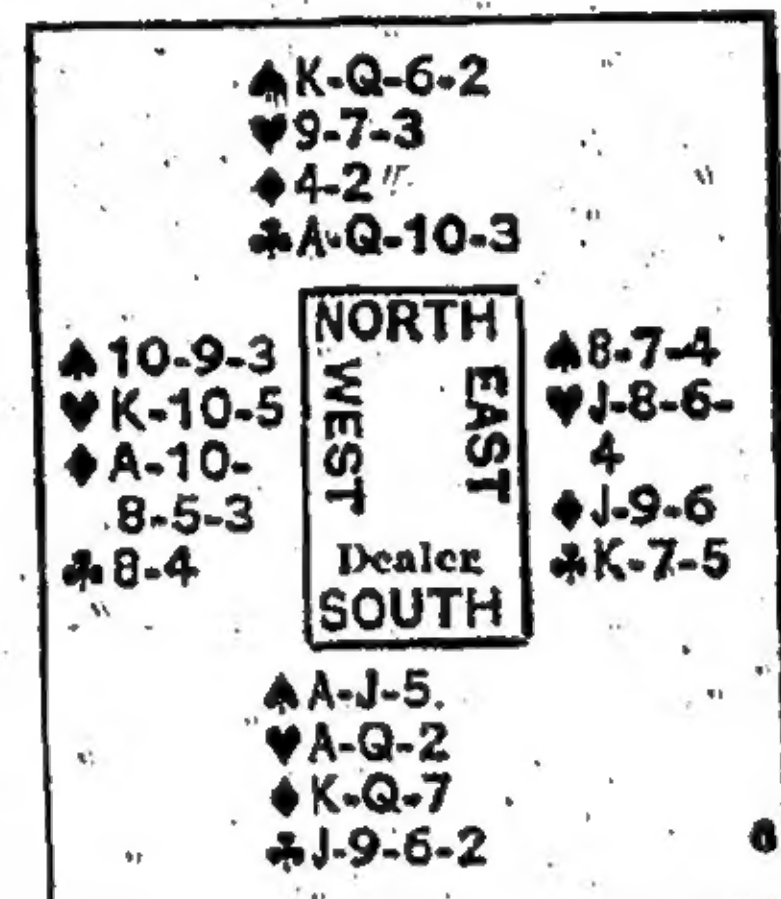 ♠K-Q-6-2
♥9-7-3
♦4-2
♣A-Q-10-3
NORTH
♠10-9-3
♥K-10-5
♦A-10-
8-5-3
♣8-4
WEST
EAST
♠8-7-4
♥J-8-6-
4
♦J-9-6
♣K-7-5
Dealer
SOUTH
♠A-J-5
♥A-Q-2
♦K-Q-7
♣J-9-6-2